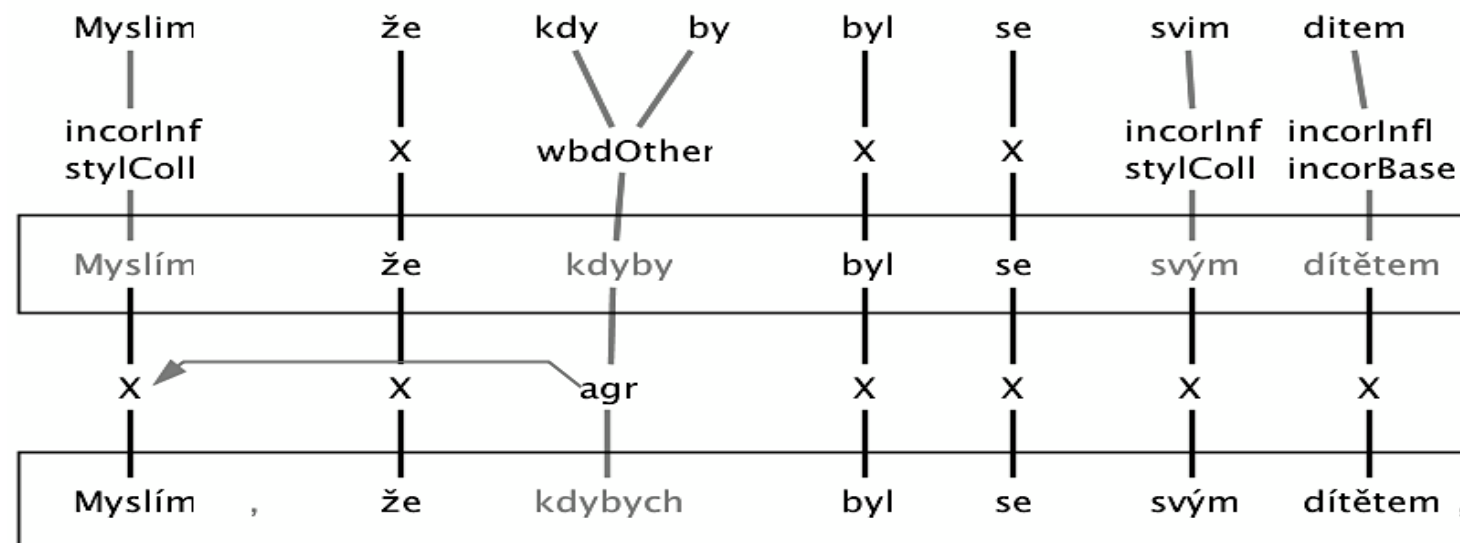 Myslim že kdy by byl se svim ditem
incorInf X wbdOther X X incorInf incorInfl
stylColl stylColl incorBase
Myslím že kdyby byl se svým dítětem
X X agr X X X X
Myslím , že kdybych byl se svým dítětem ,